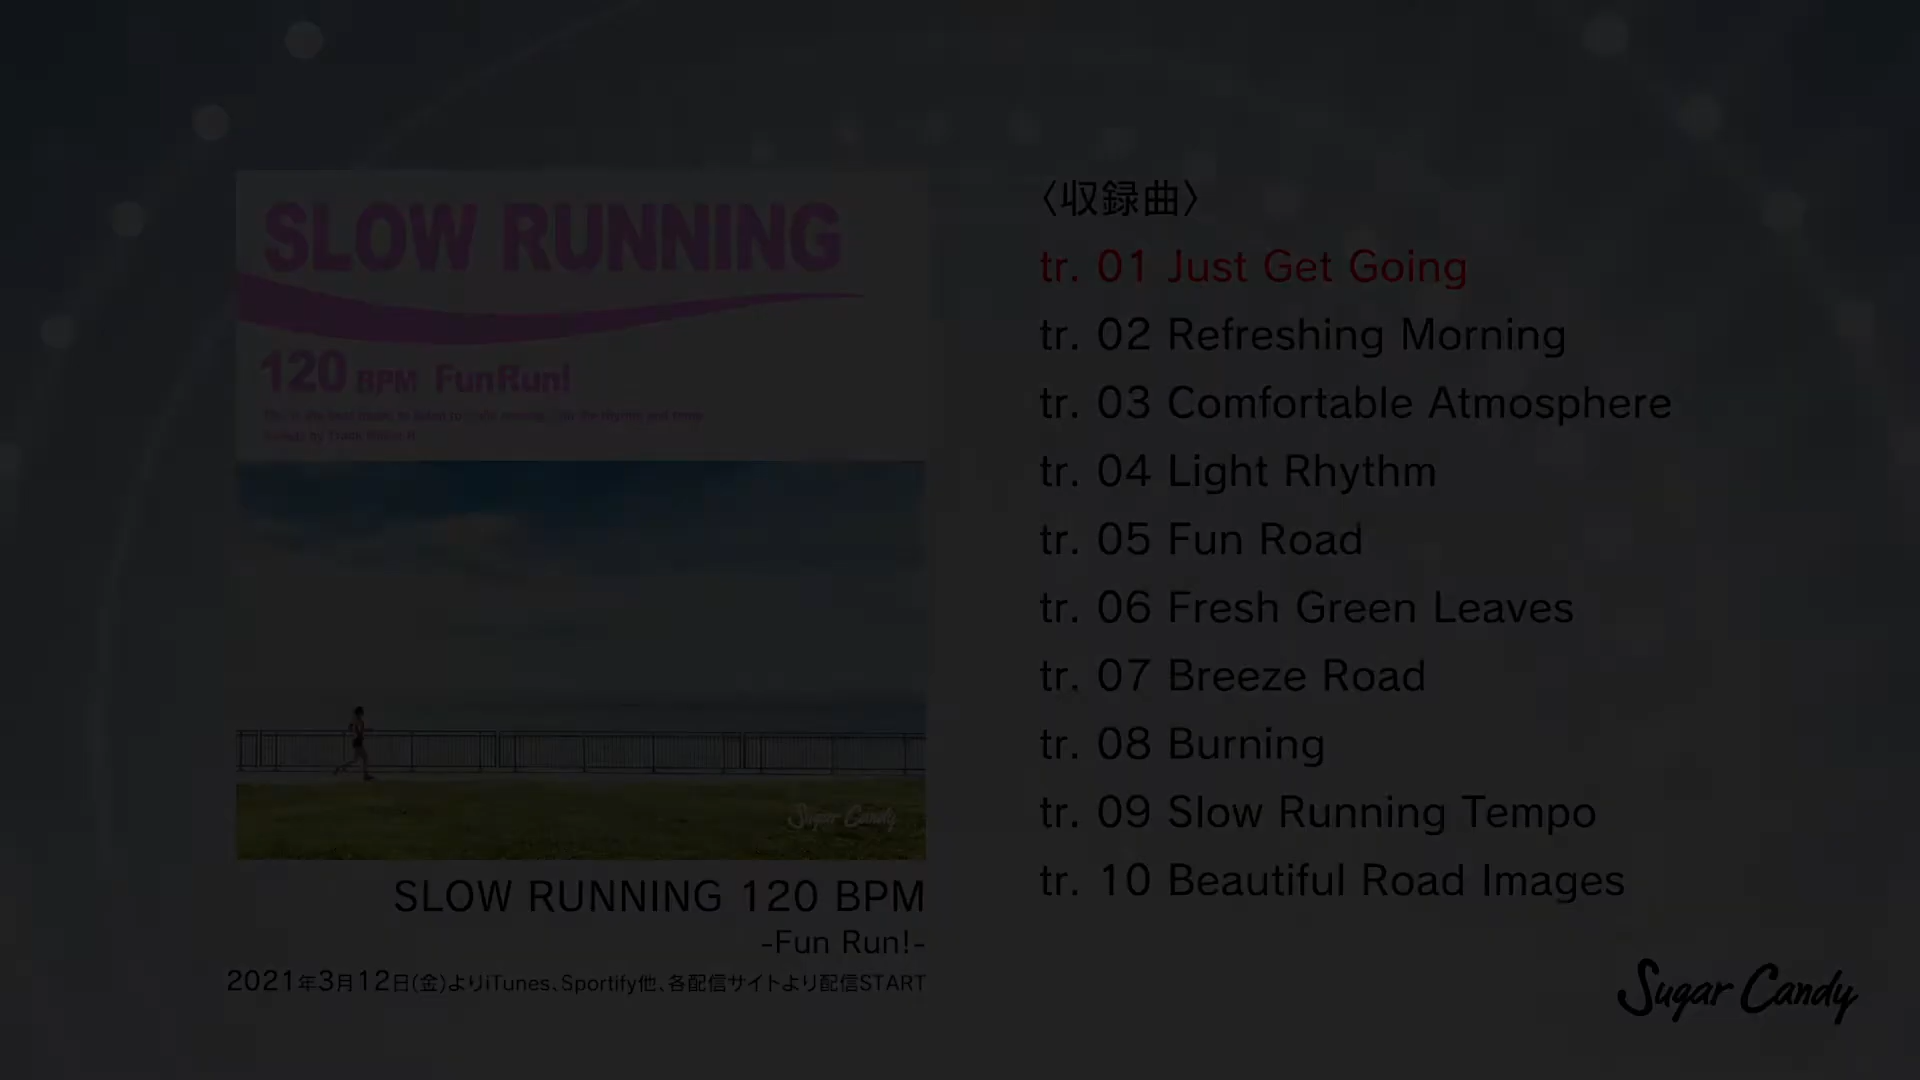 SLOW RUNNING
120 BPM FunRun!
Sugar Candy
SLOW RUNNING 120 BPM
-Fun Run!-
2021年3月12日(金)よりiTunes、Sportify他、各配信サイトより配信START
〈収録曲〉
tr. 01 Just Get Going
tr. 02 Refreshing Morning
tr. 03 Comfortable Atmosphere
tr. 04 Light Rhythm
tr. 05 Fun Road
tr. 06 Fresh Green Leaves
tr. 07 Breeze Road
tr. 08 Burning
tr. 09 Slow Running Tempo
tr. 10 Beautiful Road Images
Sugar Candy